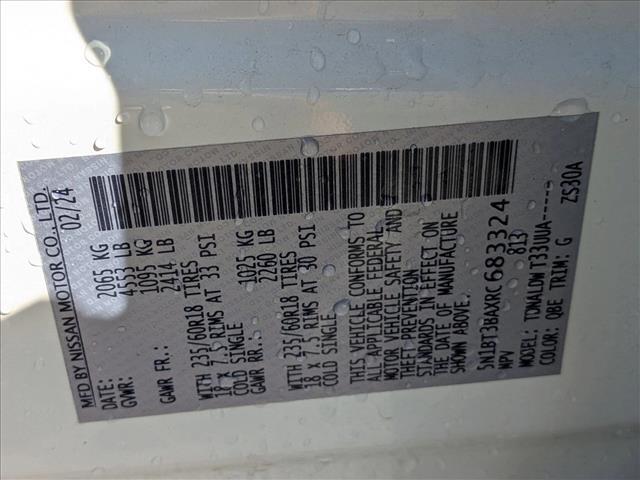 MFD BY NISSAN MOTOR CO., LTD.
DATE: 02/24
GVWR: 2065 KG
4553 LB
GAWR FR.: 1095 KG
2414 LB
WITH 235/60R18 TIRES
18 X 7.5 RIMS AT 33 PSI
COLD SINGLE
GAWR RR.: 1025 KG
2260 LB
WITH 235/60R18 TIRES
18 X 7.5 RIMS AT 30 PSI
COLD SINGLE
THIS VEHICLE CONFORMS TO
ALL APPLICABLE FEDERAL
MOTOR VEHICLE SAFETY AND
THEFT PREVENTION
STANDARDS IN EFFECT ON
THE DATE OF MANUFACTURE
SHOWN ABOVE.
5N1BT3BAXRC683324
MPV 813
MODEL: TDWALDW T33UUA-----
COLOR: QBE TRIM: G ZS30A